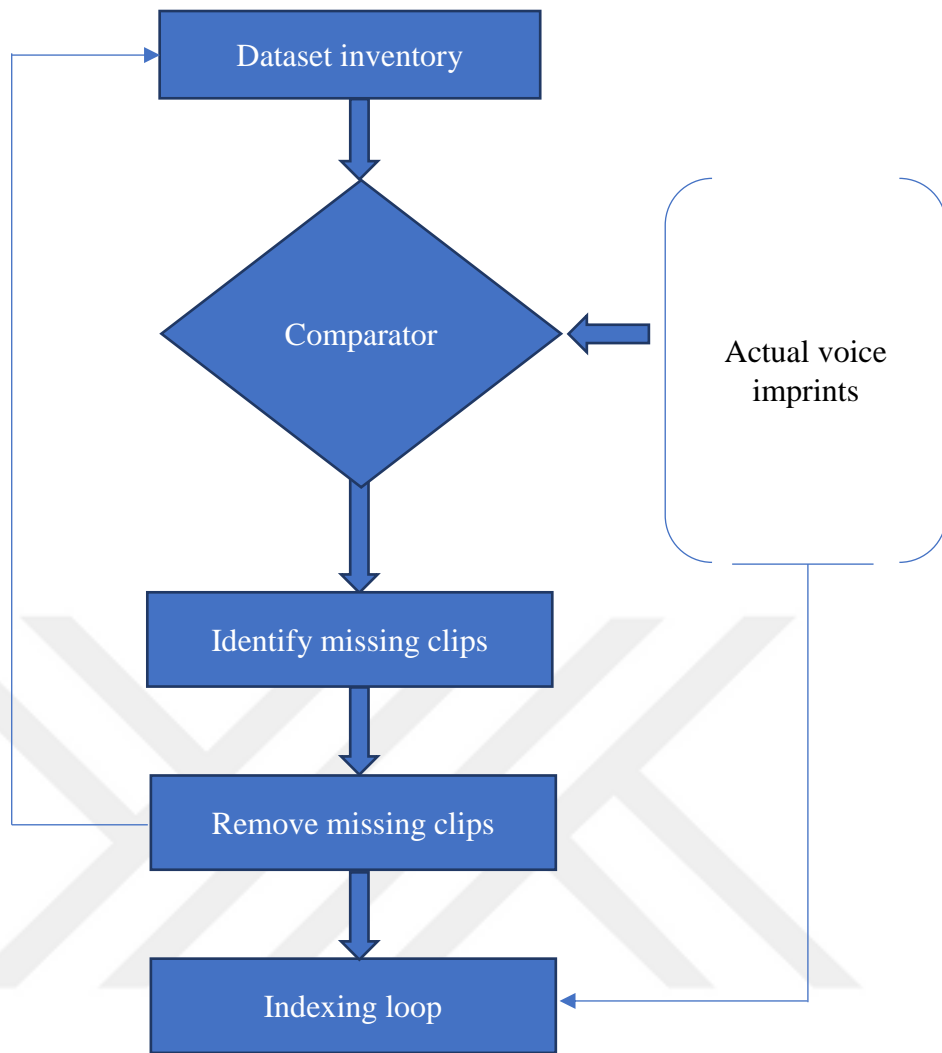 Dataset inventory
Comparator
Actual voice
imprints
Identify missing clips
Remove missing clips
Indexing loop